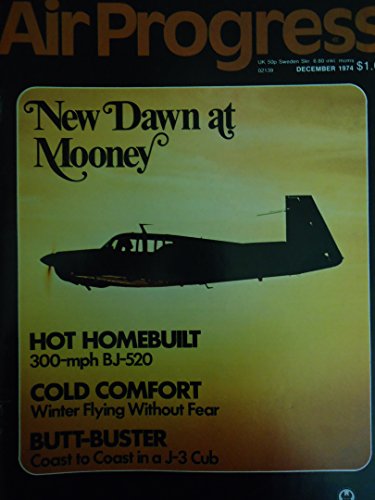 Air Progress
UK 50p Sweden Skr 6:80 inkl moms
02139 DECEMBER 1974 $1.0
New Dawn at
Mooney
HOT HOMEBUILT
300-mph BJ-520
COLD COMFORT
Winter Flying Without Fear
BUTT-BUSTER
Coast to Coast in a J-3 Cub